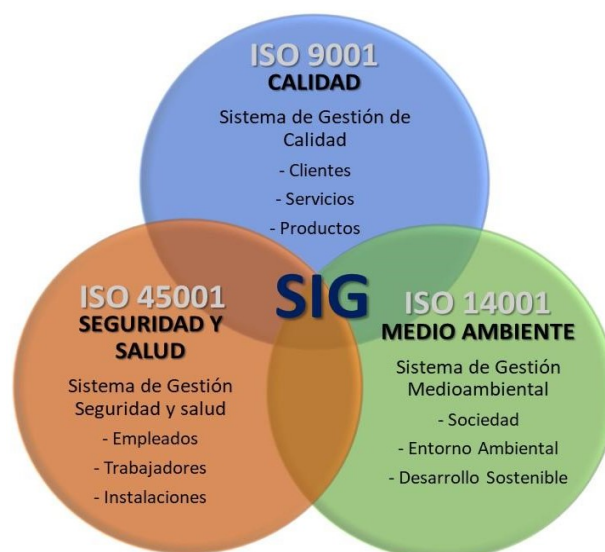 ISO 9001
CALIDAD
Sistema de Gestión de
Calidad
- Clientes
- Servicios
- Productos
SIG
ISO 45001
SEGURIDAD Y
SALUD
Sistema de Gestión
Seguridad y salud
- Empleados
- Trabajadores
- Instalaciones
ISO 14001
MEDIO AMBIENTE
Sistema de Gestión
Medioambiental
- Sociedad
- Entorno Ambiental
- Desarrollo Sostenible